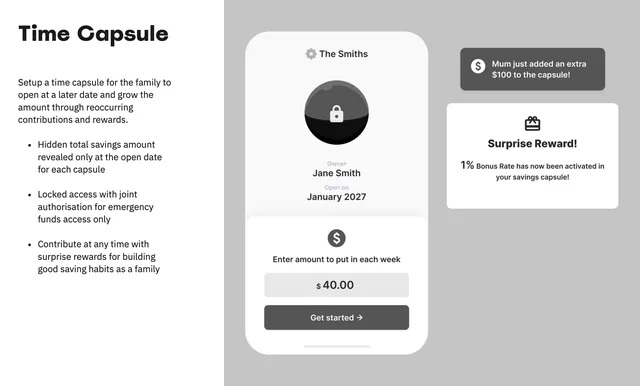 Time Capsule
Setup a time capsule for the family to
open at a later date and grow the
amount through reoccurring
contributions and rewards.
• Hidden total savings amount
revealed only at the open date
for each capsule
• Locked access with joint
authorisation for emergency
funds access only
• Contribute at any time with
surprise rewards for building
good saving habits as a family
The Smiths
Owner
Jane Smith
Open on
January 2027
$
Enter amount to put in each week
$ 40.00
Get started →
$
Mum just added an extra
$100 to the capsule!
Surprise Reward!
1% Bonus Rate has now been activated in
your savings capsule!